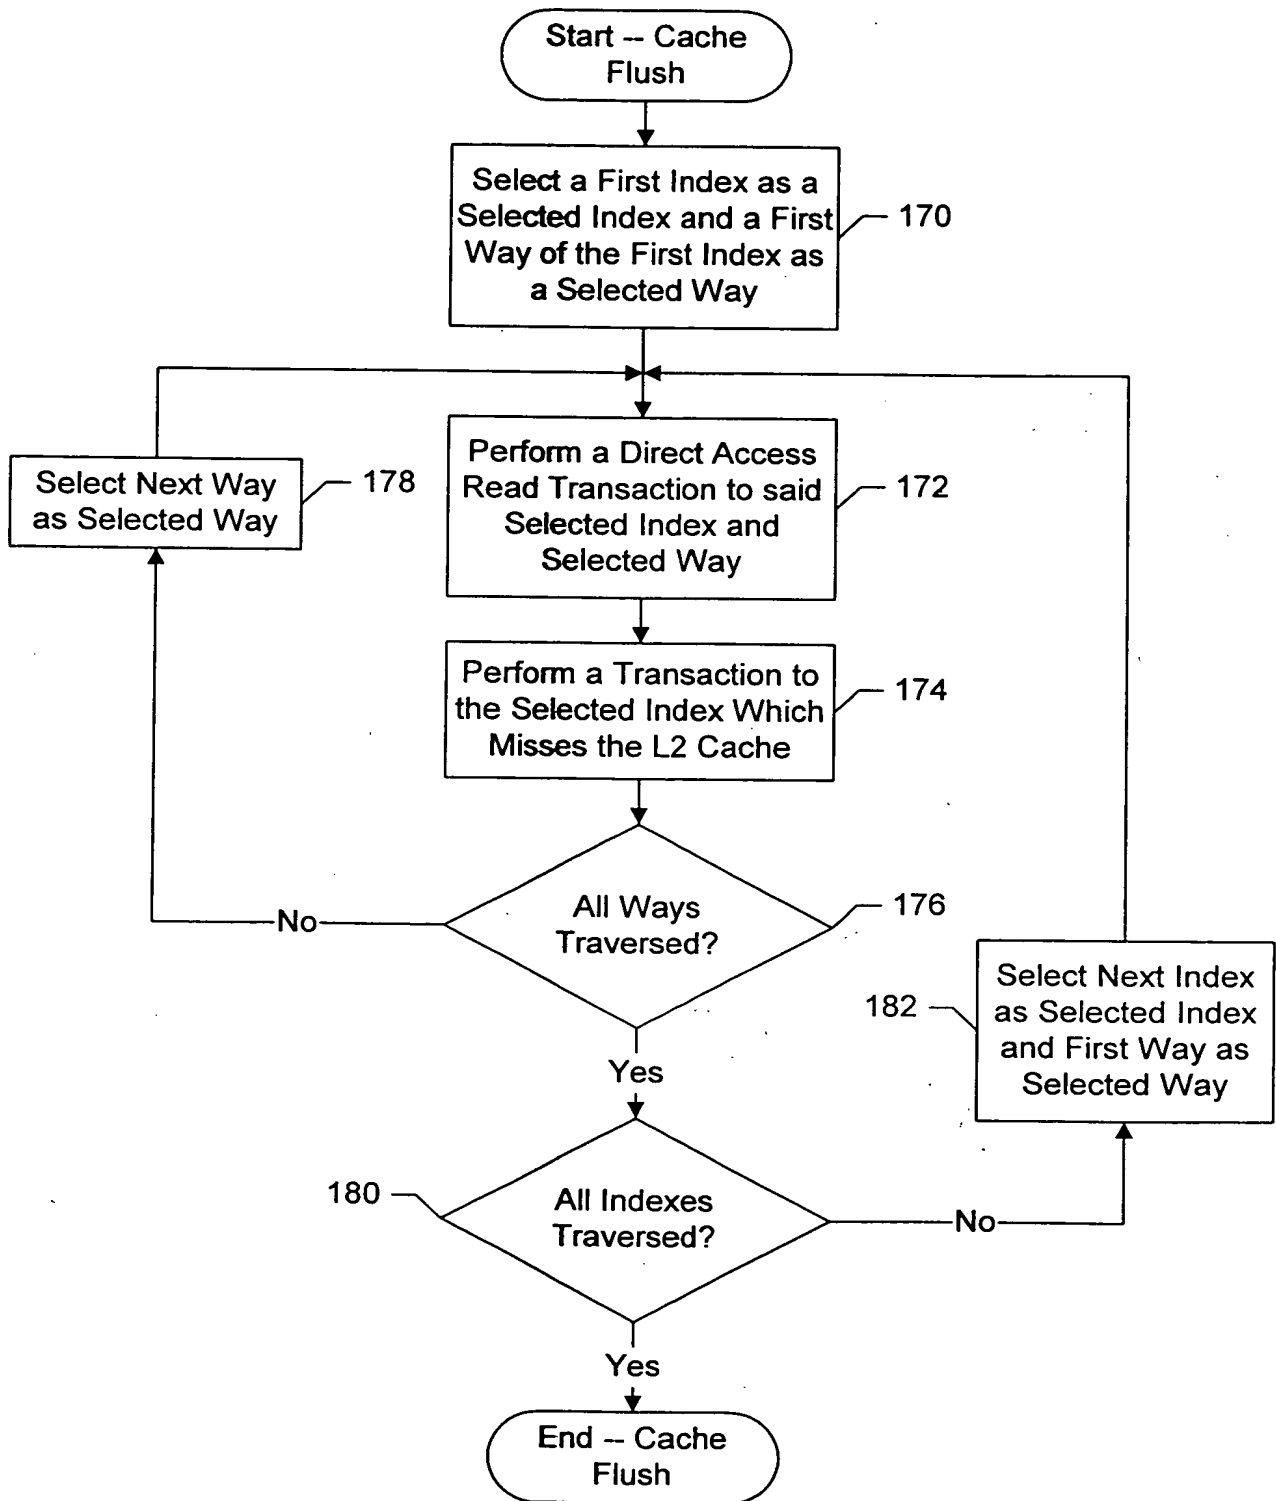 Start -- Cache
Flush
Select a First Index as a
Selected Index and a First
Way of the First Index as
a Selected Way
170
Select Next Way
as Selected Way
178
Perform a Direct Access
Read Transaction to said
Selected Index and
Selected Way
172
Perform a Transaction to
the Selected Index Which
Misses the L2 Cache
174
All Ways
Traversed?
176
No
Yes
Select Next Index
as Selected Index
and First Way as
Selected Way
182
180
All Indexes
Traversed?
No
Yes
End -- Cache
Flush